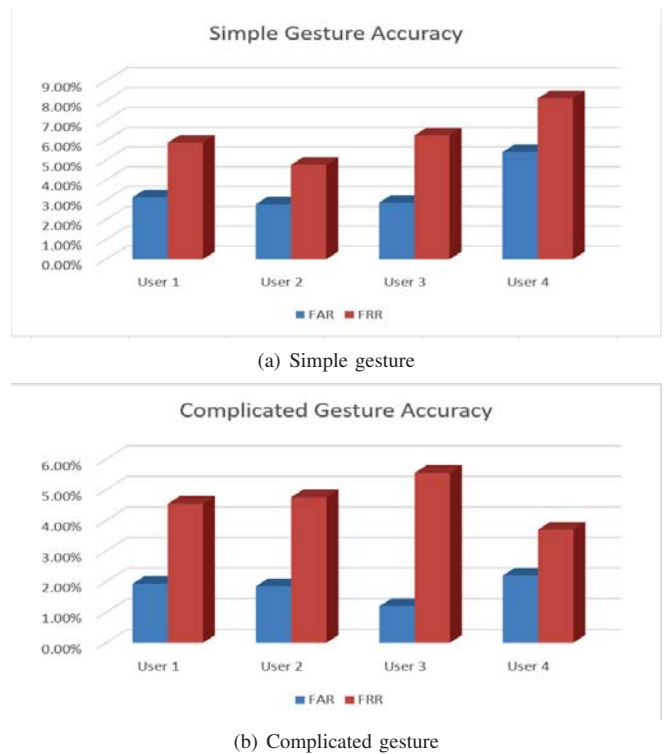 Simple Gesture Accuracy
9.00%
8.00%
7.00%
6.00%
5.00%
4.00%
3.00%
2.00%
1.00%
0.00%
User 1 User 2 User 3 User 4
FAR FRR
(a) Simple gesture
Complicated Gesture Accuracy
6.00%
5.00%
4.00%
3.00%
2.00%
1.00%
0.00%
User 1 User 2 User 3 User 4
FAR FRR
(b) Complicated gesture